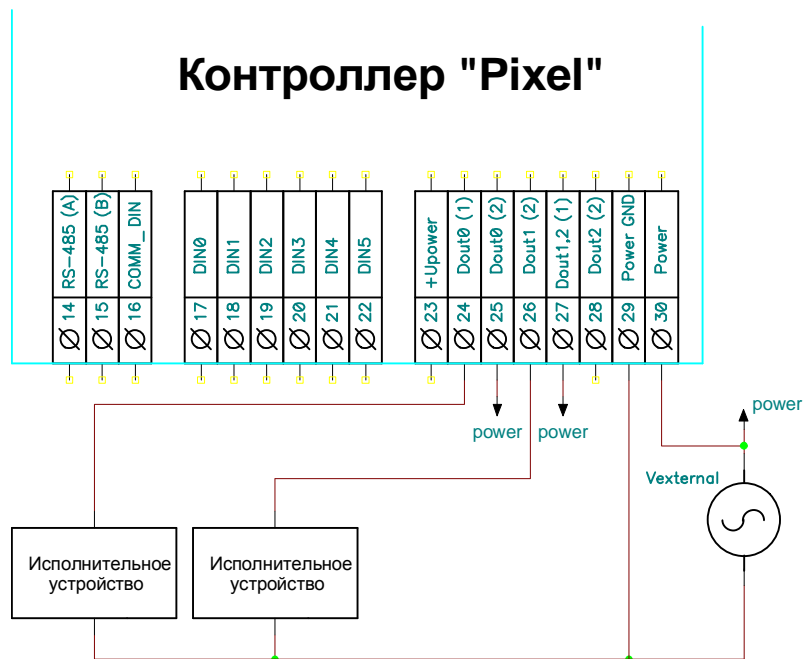 Контроллер "Pixel"
RS-485 (A)
RS-485 (B)
COMM_DIN
DIN0
DIN1
DIN2
DIN3
DIN4
DIN5
+Upower
Dout0 (1)
Dout0 (2)
Dout1 (2)
Dout1,2 (1)
Dout2 (2)
Power GND
Power
14
15
16
17
18
19
20
21
22
23
24
25
26
27
28
29
30
power
power
power
Vexternal
Исполнительное
устройство
Исполнительное
устройство